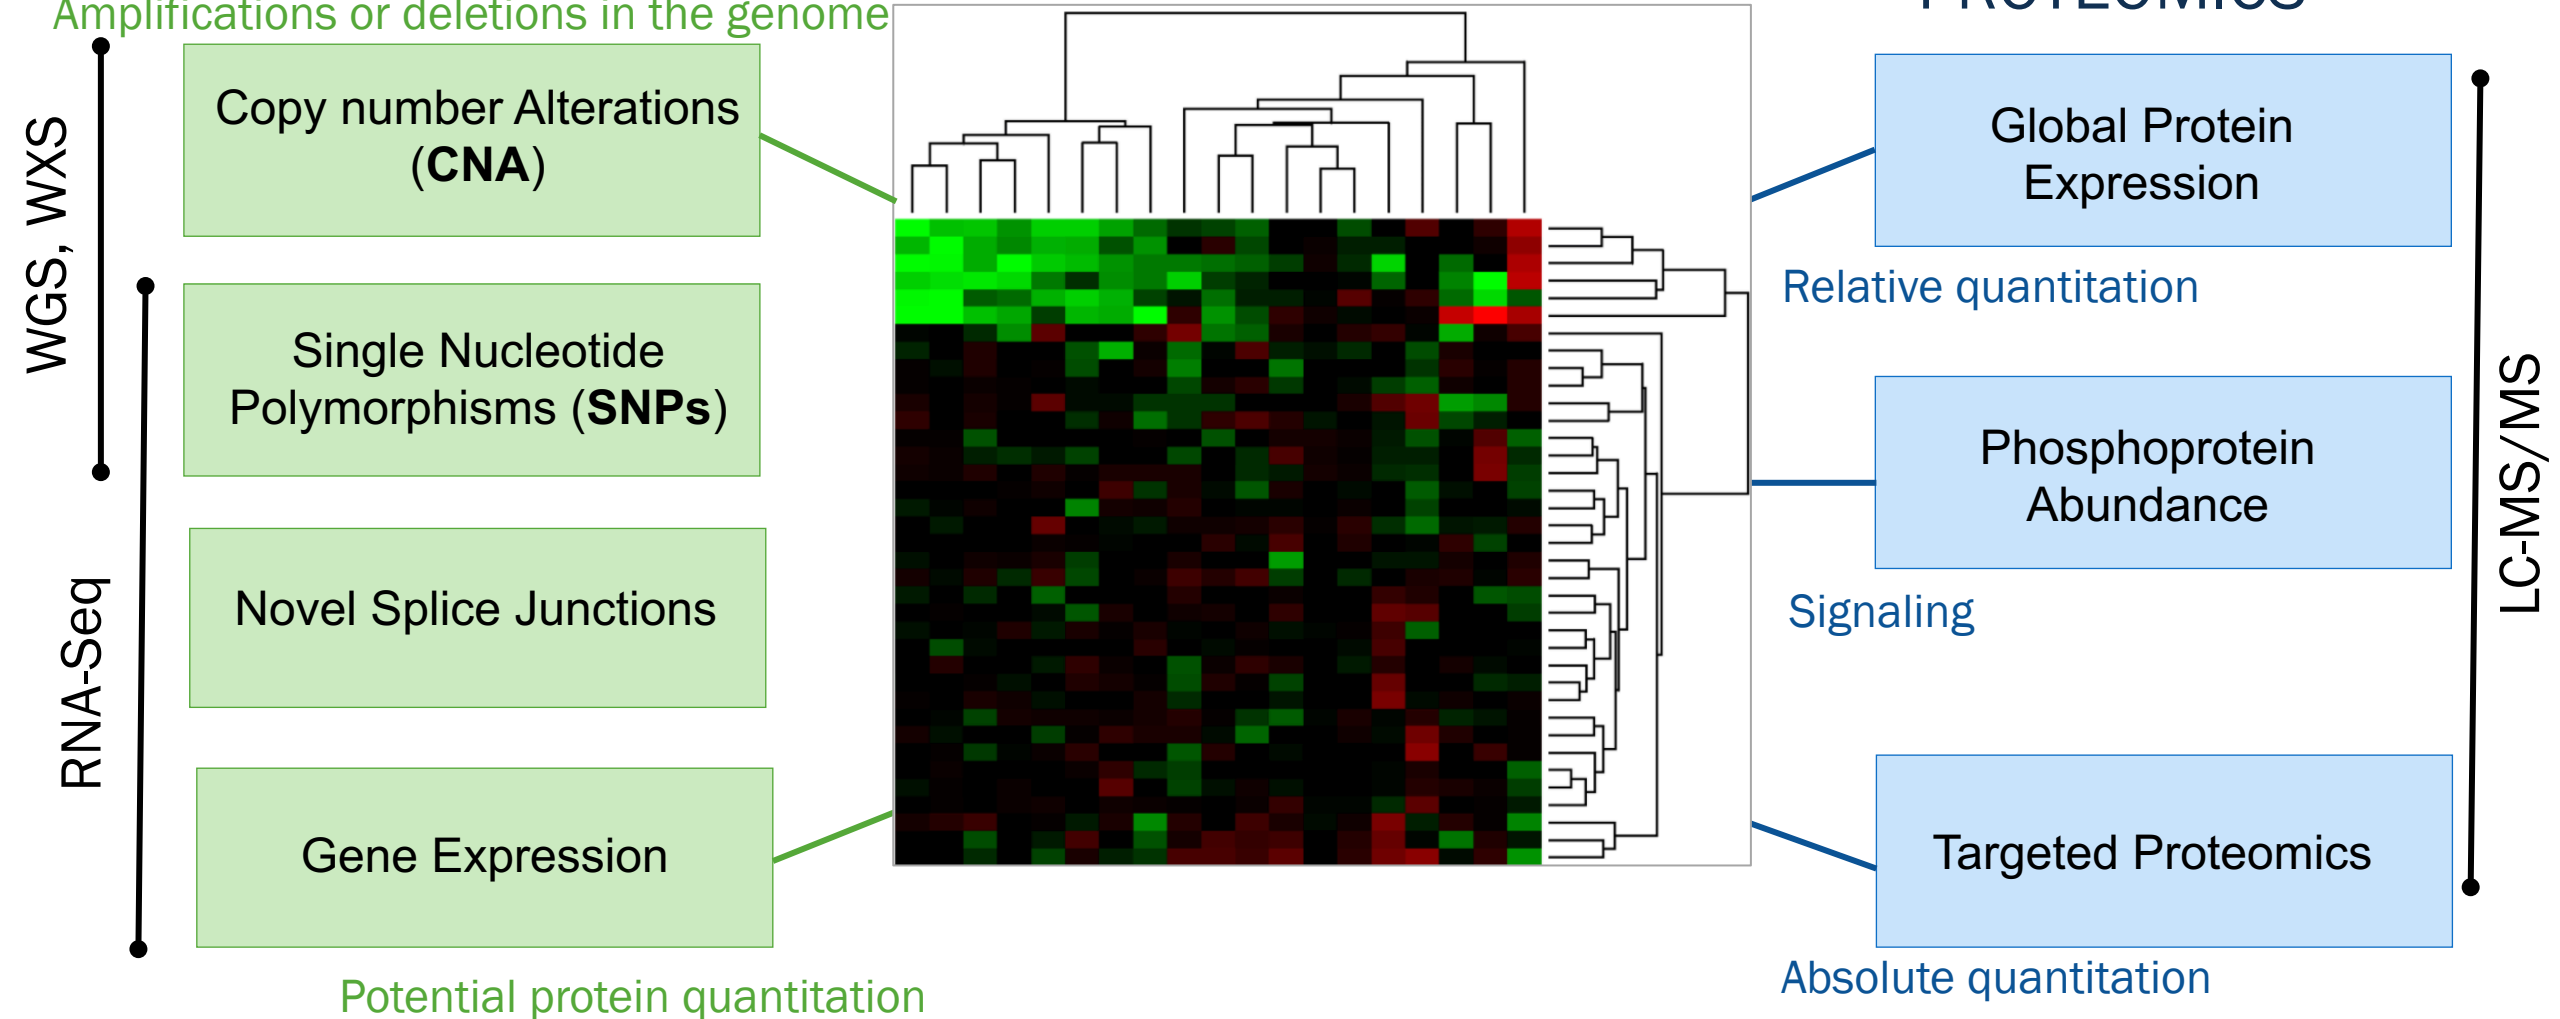 Amplifications or deletions in the genome
PROTEOMICS
WGS, WXS
Copy number Alterations
(CNA)
Single Nucleotide
Polymorphisms (SNPs)
RNA-Seq
Novel Splice Junctions
Gene Expression
Potential protein quantitation
Global Protein
Expression
Relative quantitation
Phosphoprotein
Abundance
Signaling
LC-MS/MS
Targeted Proteomics
Absolute quantitation